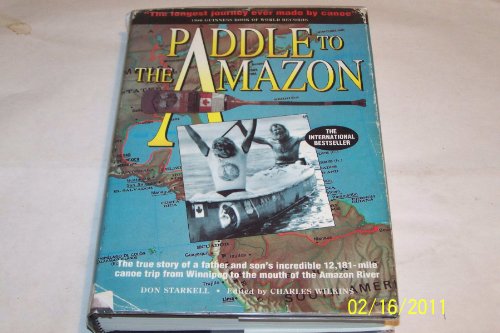 "The longest journey ever made by canoe"
1986 GUINNESS BOOK OF WORLD RECORDS
PADDLE TO
THE AMAZON
THE
INTERNATIONAL
BESTSELLER
The true story of a father and son's incredible 12,181-mile
canoe trip from Winnipeg to the mouth of the Amazon River
DON STARKELL • Edited by CHARLES WILKINS
SOUTH AMER
02/16/2011